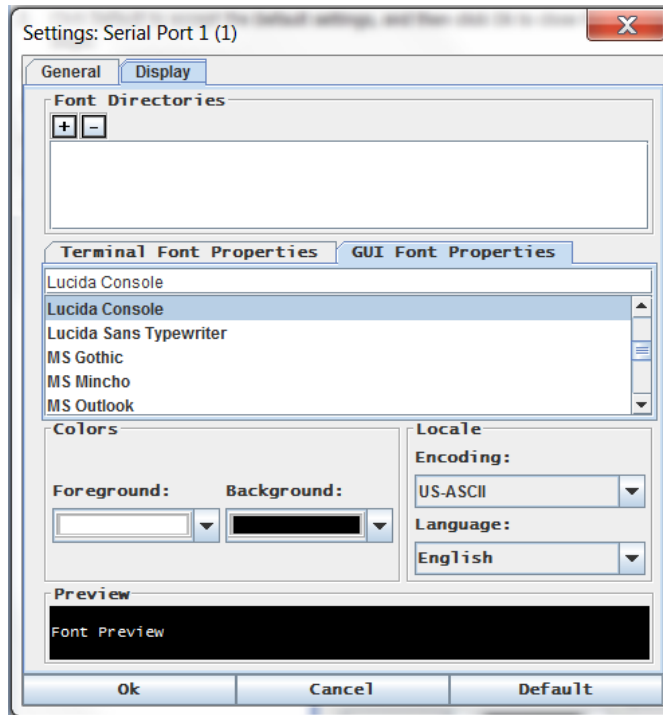 Settings: Serial Port 1 (1)
General Display
Font Directories
+ -
Terminal Font Properties GUI Font Properties
Lucida Console
Lucida Console
Lucida Sans Typewriter
MS Gothic
MS Mincho
MS Outlook
Colors
Foreground: Background:
Locale
Encoding:
US-ASCII
Language:
English
Preview
Font Preview
Ok Cancel Default